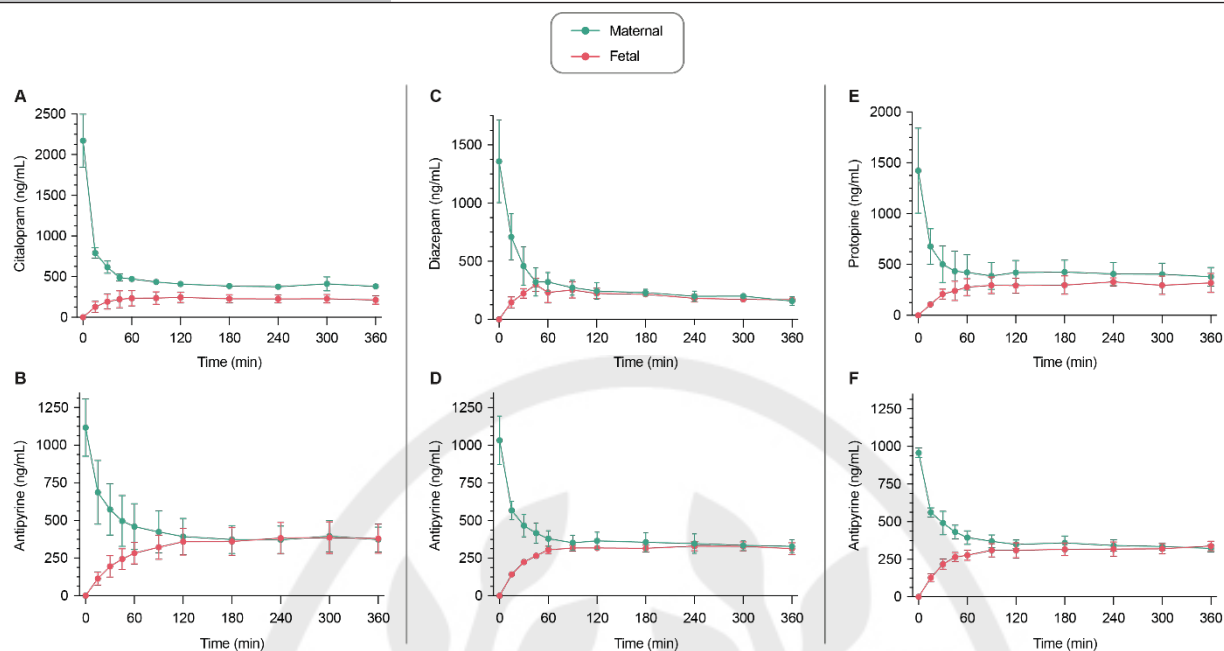 Maternal
Fetal
A
2500
2000
1500
1000
500
0
Citalopram (ng/mL)
0 60 120 180 240 300 360
Time (min)
B
1250
1000
750
500
250
0
Antipyrine (ng/mL)
0 60 120 180 240 300 360
Time (min)
C
1500
1000
500
0
Diazepam (ng/mL)
0 60 120 180 240 300 360
Time (min)
D
1250
1000
750
500
250
0
Antipyrine (ng/mL)
0 60 120 180 240 300 360
Time (min)
E
2000
1500
1000
500
0
Protopine (ng/mL)
0 60 120 180 240 300 360
Time (min)
F
1250
1000
750
500
250
0
Antipyrine (ng/mL)
0 60 120 180 240 300 360
Time (min)